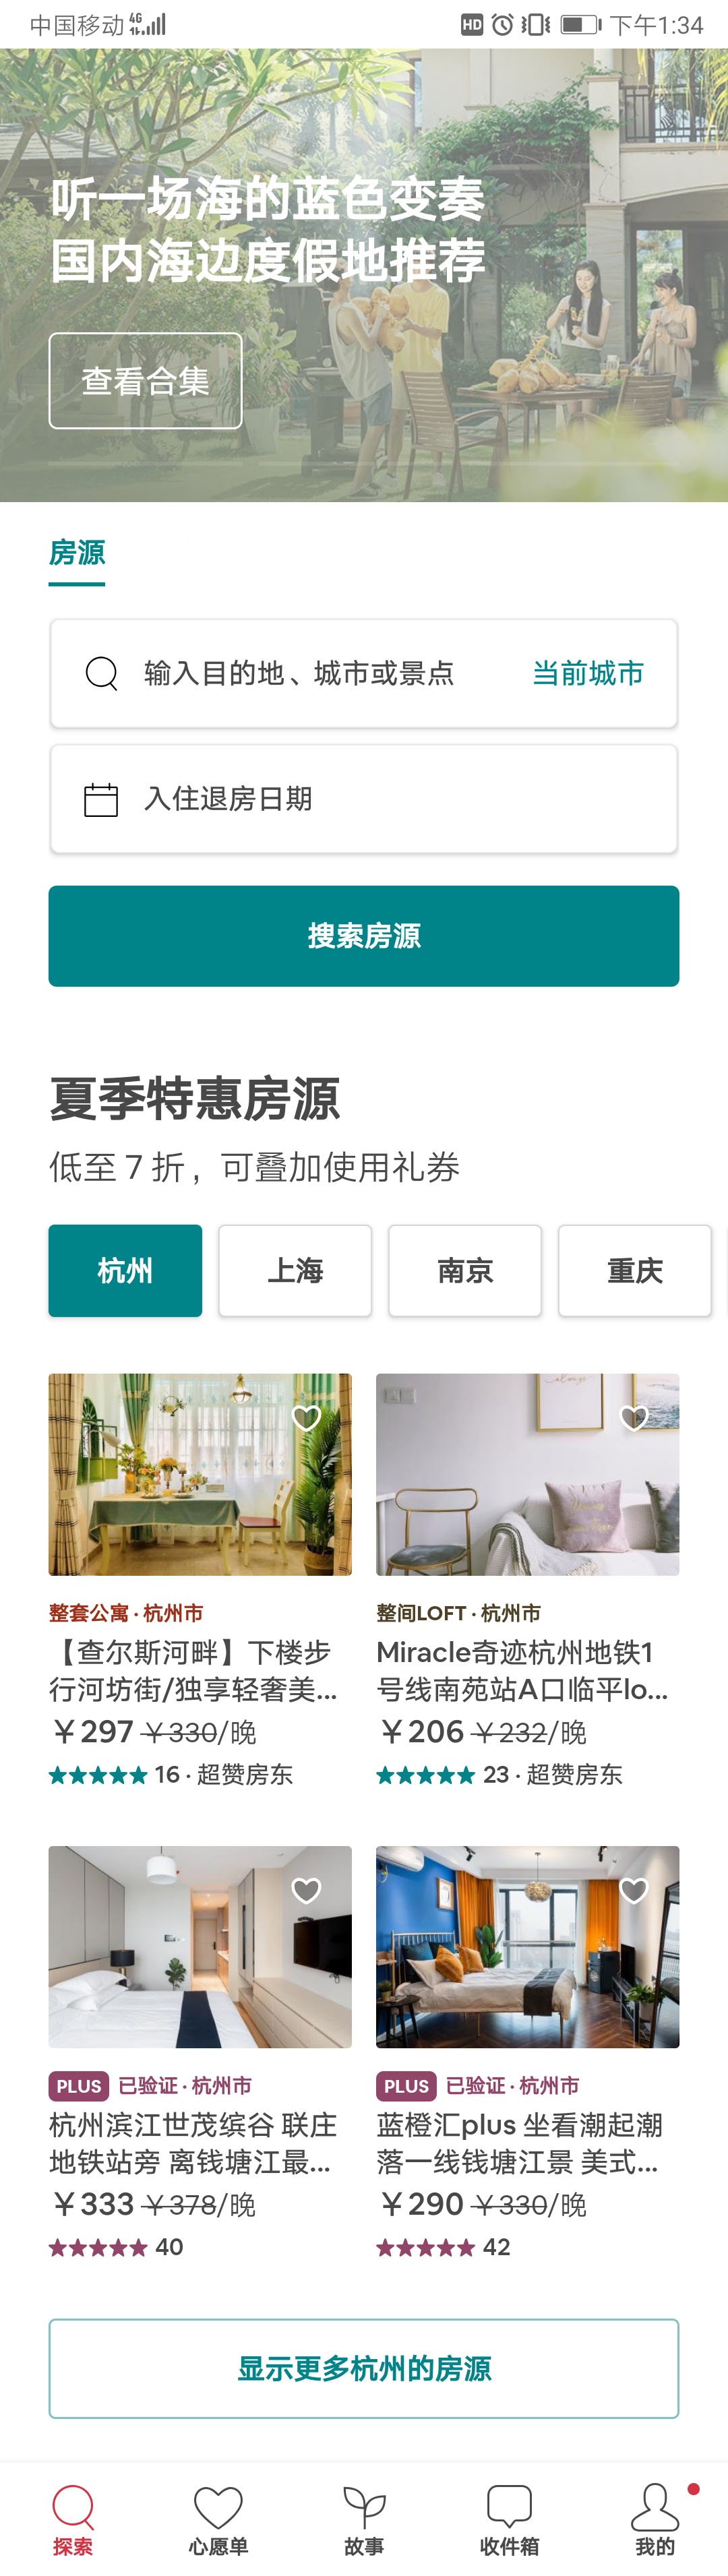 中国移动 4G HD 下午1:34
听一场海的蓝色变奏
国内海边度假地推荐
查看合集
房源
输入目的地、城市或景点 当前城市
入住退房日期
搜索房源
夏季特惠房源
低至 7 折，可叠加使用礼券
杭州 上海 南京 重庆
always
整套公寓 · 杭州市
【查尔斯河畔】下楼步
行河坊街/独享轻奢美...
￥297 ￥330/晚
16 · 超赞房东
整间LOFT · 杭州市
Miracle奇迹杭州地铁1
号线南苑站A口临平lo...
￥206 ￥232/晚
23 · 超赞房东
PLUS 已验证 · 杭州市
杭州滨江世茂缤谷 联庄
地铁站旁 离钱塘江最...
￥333 ￥378/晚
40
PLUS 已验证 · 杭州市
蓝橙汇plus 坐看潮起潮
落一线钱塘江景 美式...
￥290 ￥330/晚
42
显示更多杭州的房源
探索 心愿单 故事 收件箱 我的